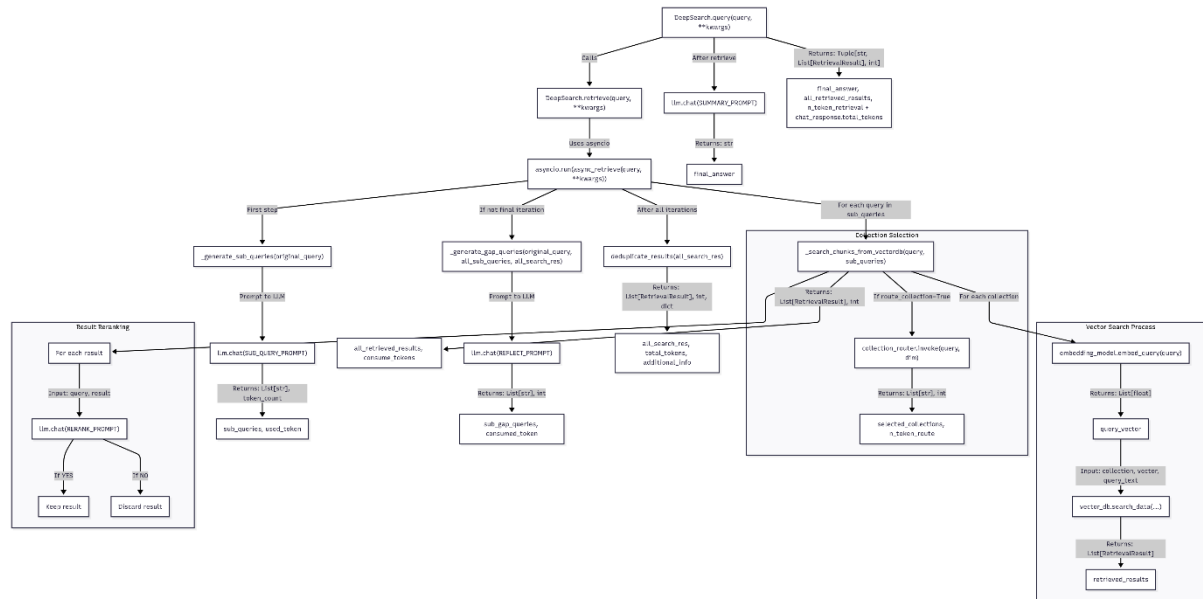 DeepSearch.query(query,
**kwargs)
Calls
After retrieve
Returns: Tuple[str,
List[RetrievalResult], int]
DeepSearch.retrieve(query,
**kwargs)
llm.chat(SUMMARY_PROMPT)
final_answer,
all_retrieved_results,
n_token_retrieval +
chat_response.total_tokens
Uses asyncio
Returns: str
asyncio.run(async_retrieve(query,
**kwargs))
final_answer
First step
If not final iteration
After all iterations
For each query in
sub_queries
Collection Selection
_generate_sub_queries(original_query)
_generate_gap_queries(original_query,
all_sub_queries, all_search_res)
deduplicate_results(all_search_res)
_search_chunks_from_vectordb(query,
sub_queries)
Prompt to LLM
Prompt to LLM
Returns:
List[RetrievalResult], int,
dict
Returns:
List[RetrievalResult], int
If route_collection=True
For each collection
Result Reranking
Vector Search Process
For each result
llm.chat(SUB_QUERY_PROMPT)
all_retrieved_results,
consume_tokens
llm.chat(REFLECT_PROMPT)
all_search_res,
total_tokens,
additional_info
collection_router.invoke(query,
dim)
embedding_model.embed_query(query)
Input: query, result
Returns: List[str],
token_count
Returns: List[str], int
Returns: List[str], int
Returns: List[float]
llm.chat(RERANK_PROMPT)
sub_queries, used_token
sub_gap_queries,
consumed_token
selected_collections,
n_token_route
query_vector
If YES
If NO
Input: collection, vector,
query_text
Keep result
Discard result
vector_db.search_data(...)
Returns:
List[RetrievalResult]
retrieved_results